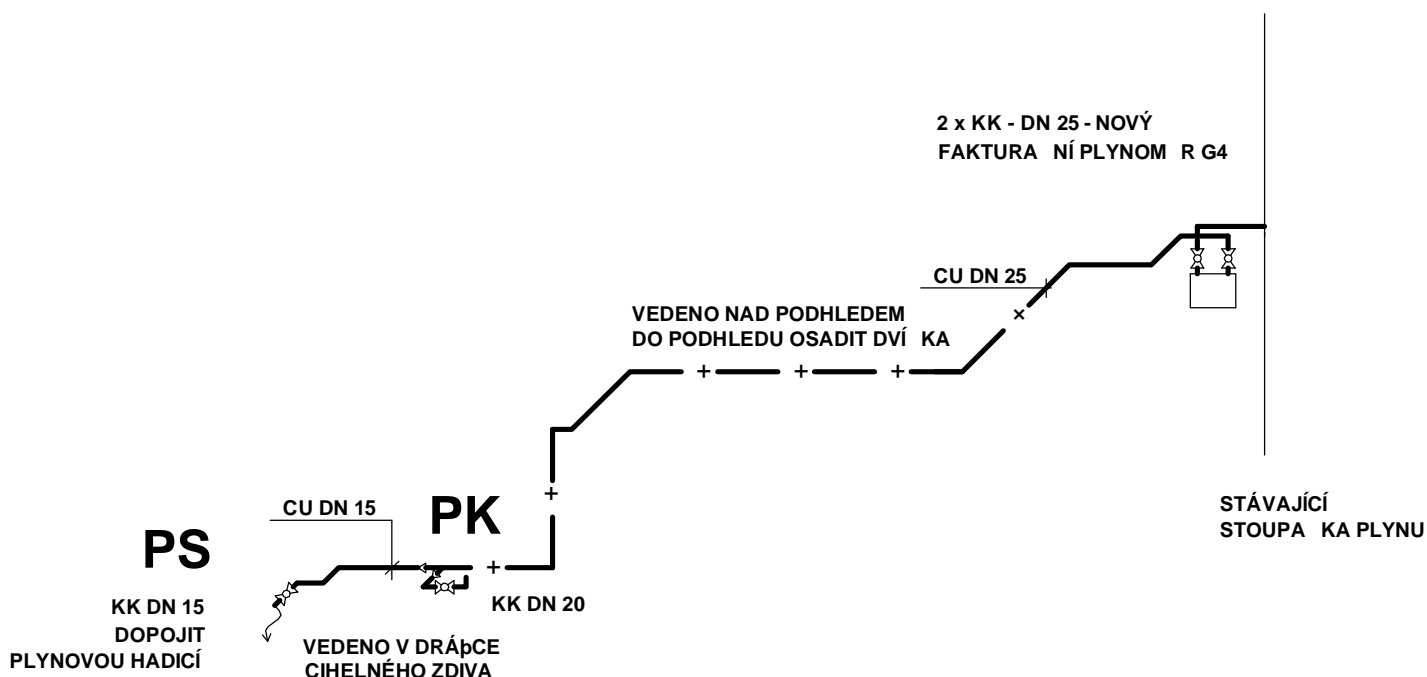 2 x KK - DN 25 - NOVÝ
FAKTURA NÍ PLYNOM R G4
CU DN 25
VEDENO NAD PODHLEDEM
DO PODHLEDU OSADIT DVÍ KA
STÁVAJÍCÍ
STOUPA KA PLYNU
CU DN 15
PK
PS
KK DN 20
KK DN 15
DOPOJIT
PLYNOVOU HADICÍ
VEDENO V DRÁþCE
CIHELNÉHO ZDIVA